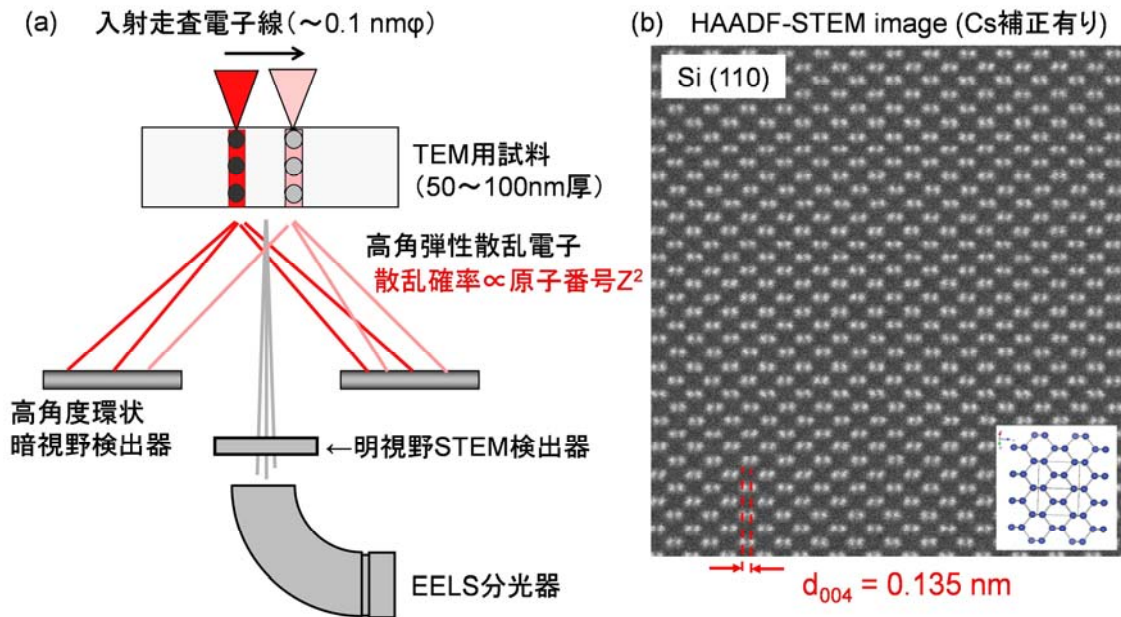 (a) 入射走査電子線(～0.1 nmφ)
TEM用試料
(50～100nm厚)
高角弾性散乱電子
散乱確率∝原子番号Z²
高角度環状
暗視野検出器
←明視野STEM検出器
EELS分光器
(b) HAADF-STEM image (Cs補正有り)
Si (110)
d₀₀₄ = 0.135 nm